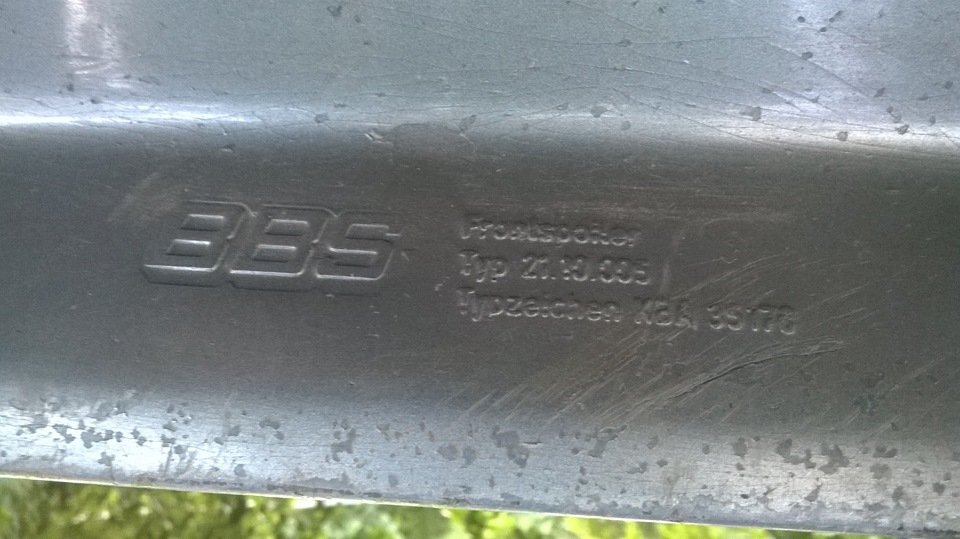 BBS
Frontspoiler
Typ 21.10.005
Typzeichen KBA 35178